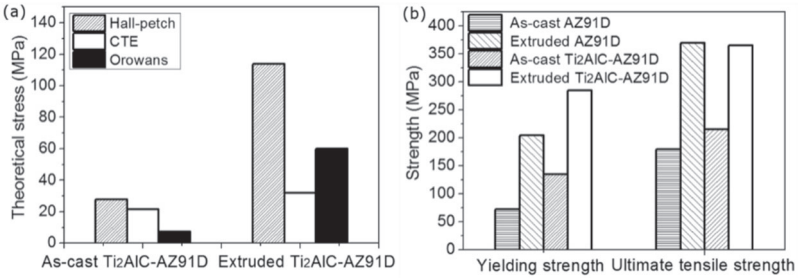 (a)
Theoretical stress (MPa)
140
120
100
80
60
40
20
0
Hall-petch
CTE
Orowans
As-cast Ti2AlC-AZ91D Extruded Ti2AlC-AZ91D
(b)
Strength (MPa)
400
350
300
250
200
150
100
50
0
As-cast AZ91D
Extruded AZ91D
As-cast Ti2AlC-AZ91D
Extruded Ti2AlC-AZ91D
Yielding strength Ultimate tensile strength